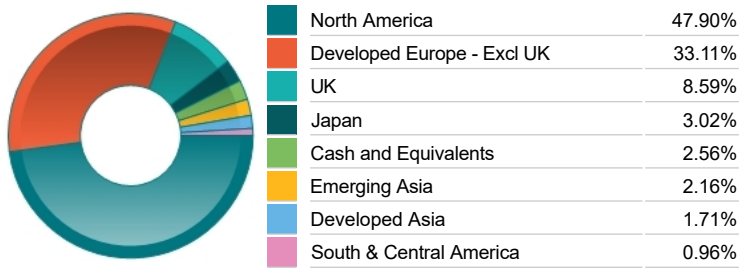 North America 47.90%
Developed Europe - Excl UK 33.11%
UK 8.59%
Japan 3.02%
Cash and Equivalents 2.56%
Emerging Asia 2.16%
Developed Asia 1.71%
South & Central America 0.96%